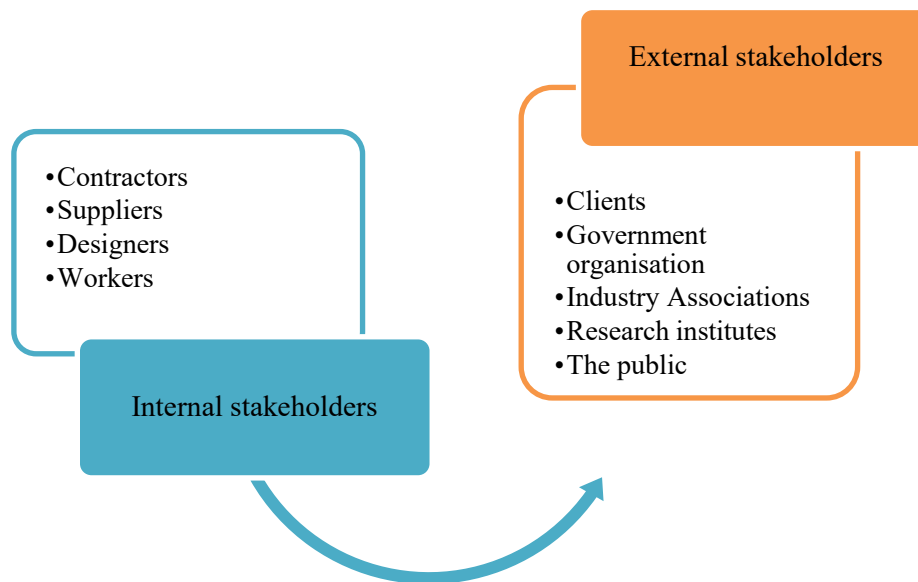 •Contractors
•Suppliers
•Designers
•Workers
Internal stakeholders
External stakeholders
•Clients
•Government
organisation
•Industry Associations
•Research institutes
•The public